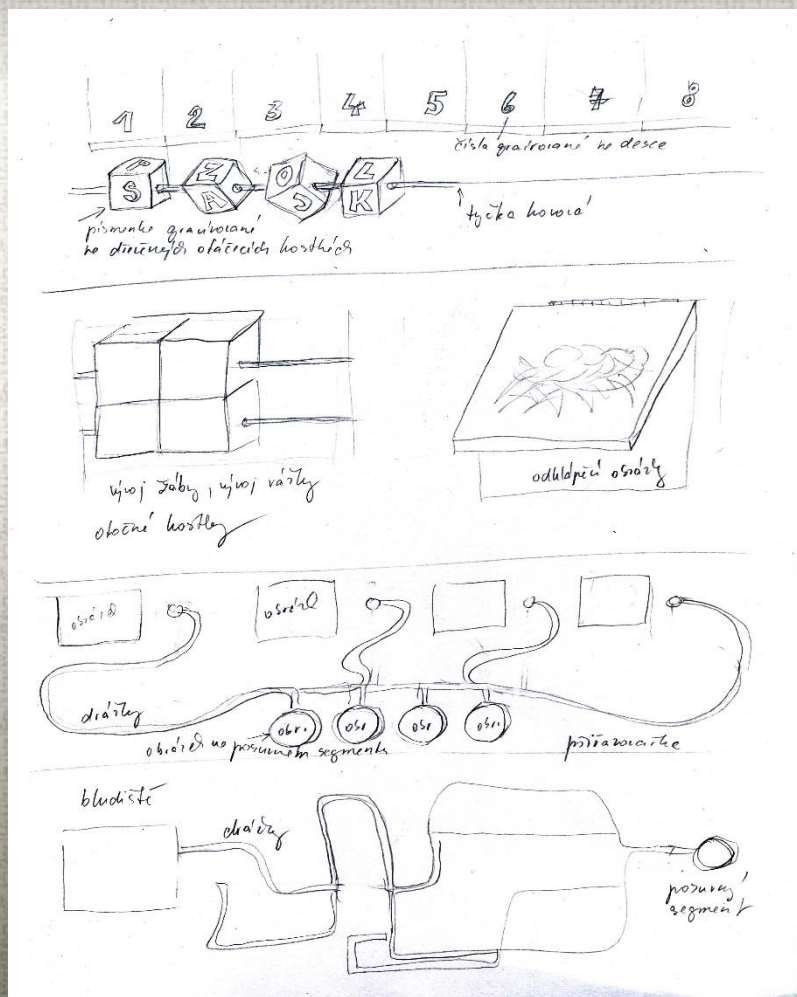 1 2 3 4 5 6 7 8
čísla gravírované na desce
P Z O L
S A J K
tyčka kovová
písmenka gravírované
na dřevěných otáčecích kostkách
vývoj žáby, vývoj vážky
otočné kostky
odklápěcí obrázky
obrázek obrázek
drážky
obr. obr. obr. obr.
obrázek na posuvném segmentu
přiřazovačka
bludiště
drážky
posuvný
segment